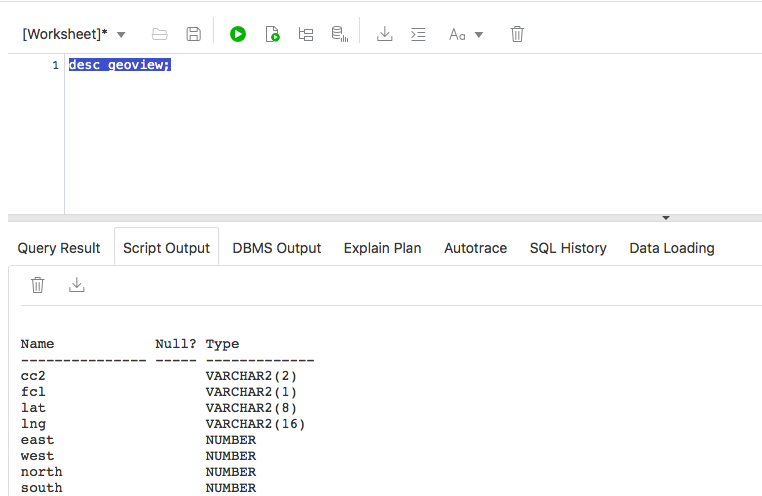 [Worksheet]*
Aa
1 desc geoview;
Query Result Script Output DBMS Output Explain Plan Autotrace SQL History Data Loading
Name Null? Type
--------------- ----- -------------
cc2 VARCHAR2(2)
fcl VARCHAR2(1)
lat VARCHAR2(8)
lng VARCHAR2(16)
east NUMBER
west NUMBER
north NUMBER
south NUMBER